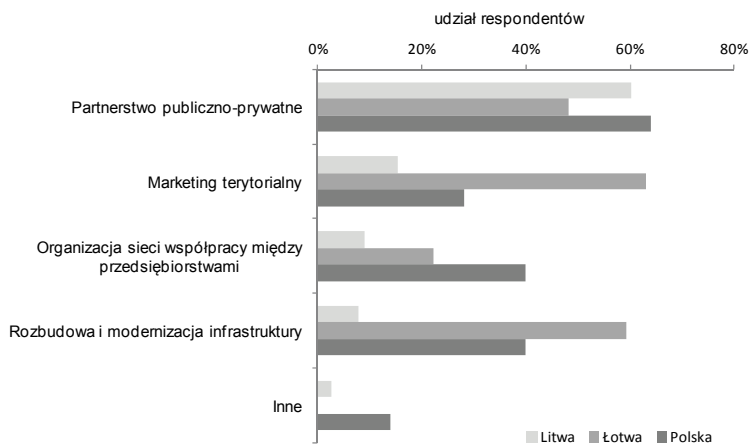 udział respondentów
0% 20% 40% 60% 80%
Partnerstwo publiczno-prywatne
Marketing terytorialny
Organizacja sieci współpracy między
przedsiębiorstwami
Rozbudowa i modernizacja infrastruktury
Inne
Litwa Łotwa Polska